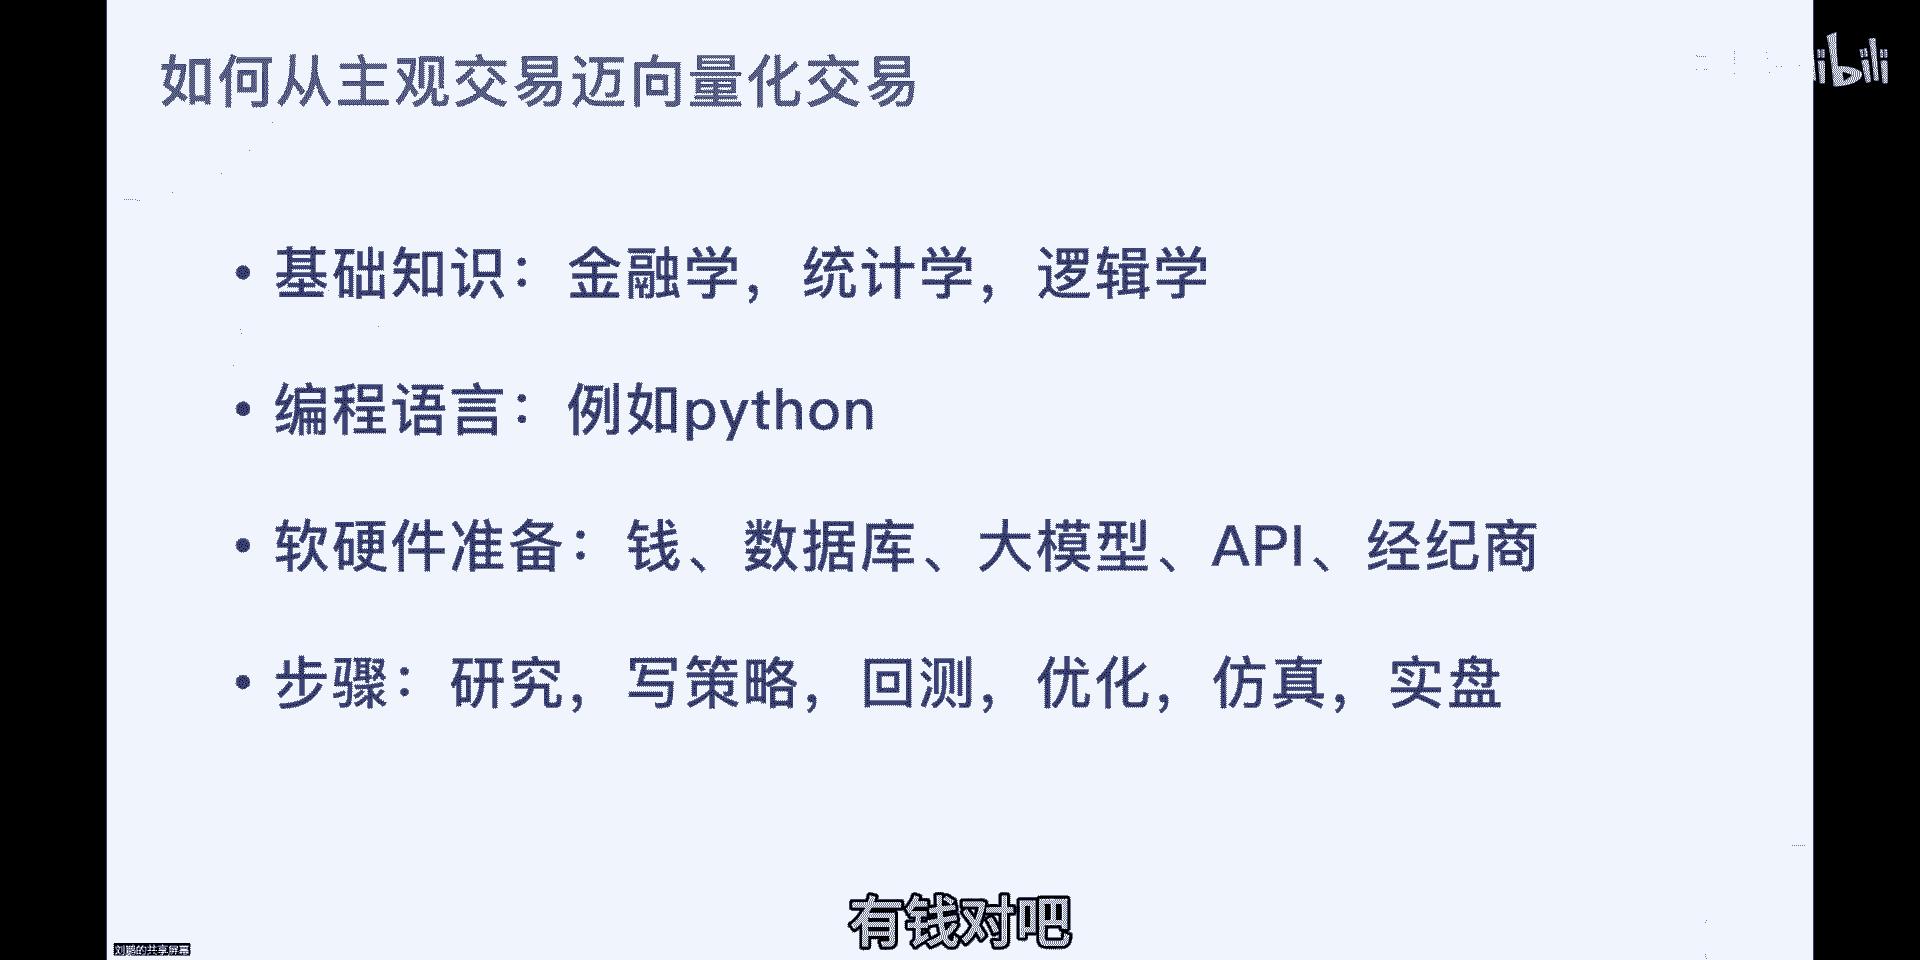 如何从主观交易迈向量化交易
• 基础知识：金融学，统计学，逻辑学
• 编程语言：例如python
• 软硬件准备：钱、数据库、大模型、API、经纪商
• 步骤：研究，写策略，回测，优化，仿真，实盘
有钱对吧
的共享屏幕